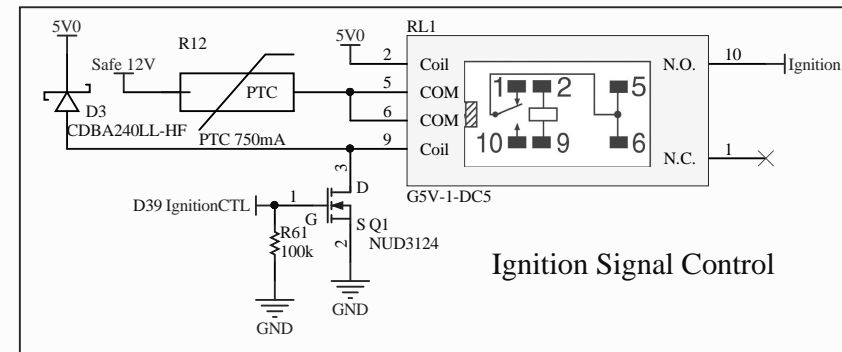 5V0
R12
5V0
RL1
Safe 12V
PTC
D3
CDBA240LL-HF
PTC 750mA
2
Coil
5
COM
6
COM
9
Coil
1
2
5
10
9
6
N.O.
10
Ignition
N.C.
1
G5V-1-DC5
3
D
D39 IgnitionCTL
1
G
S Q1
2
NUD3124
R61
100k
GND
GND
Ignition Signal Control